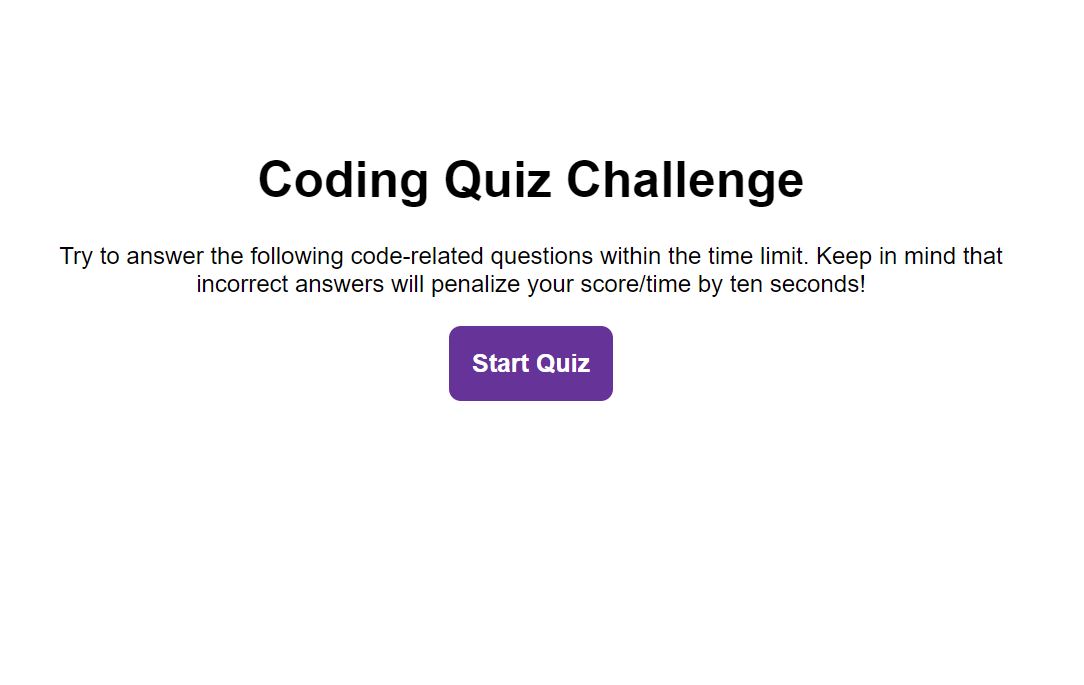 Coding Quiz Challenge
Try to answer the following code-related questions within the time limit. Keep in mind that
incorrect answers will penalize your score/time by ten seconds!
Start Quiz